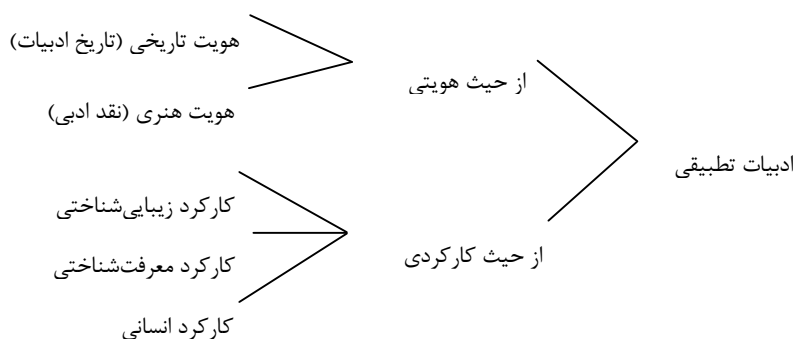 ادبیات تطبیقی
از حیث هویتی
هویت تاریخی (تاریخ ادبیات)
هویت هنری (نقد ادبی)
از حیث کارکردی
کارکرد زیبایی‌شناختی
کارکرد معرفت‌شناختی
کارکرد انسانی